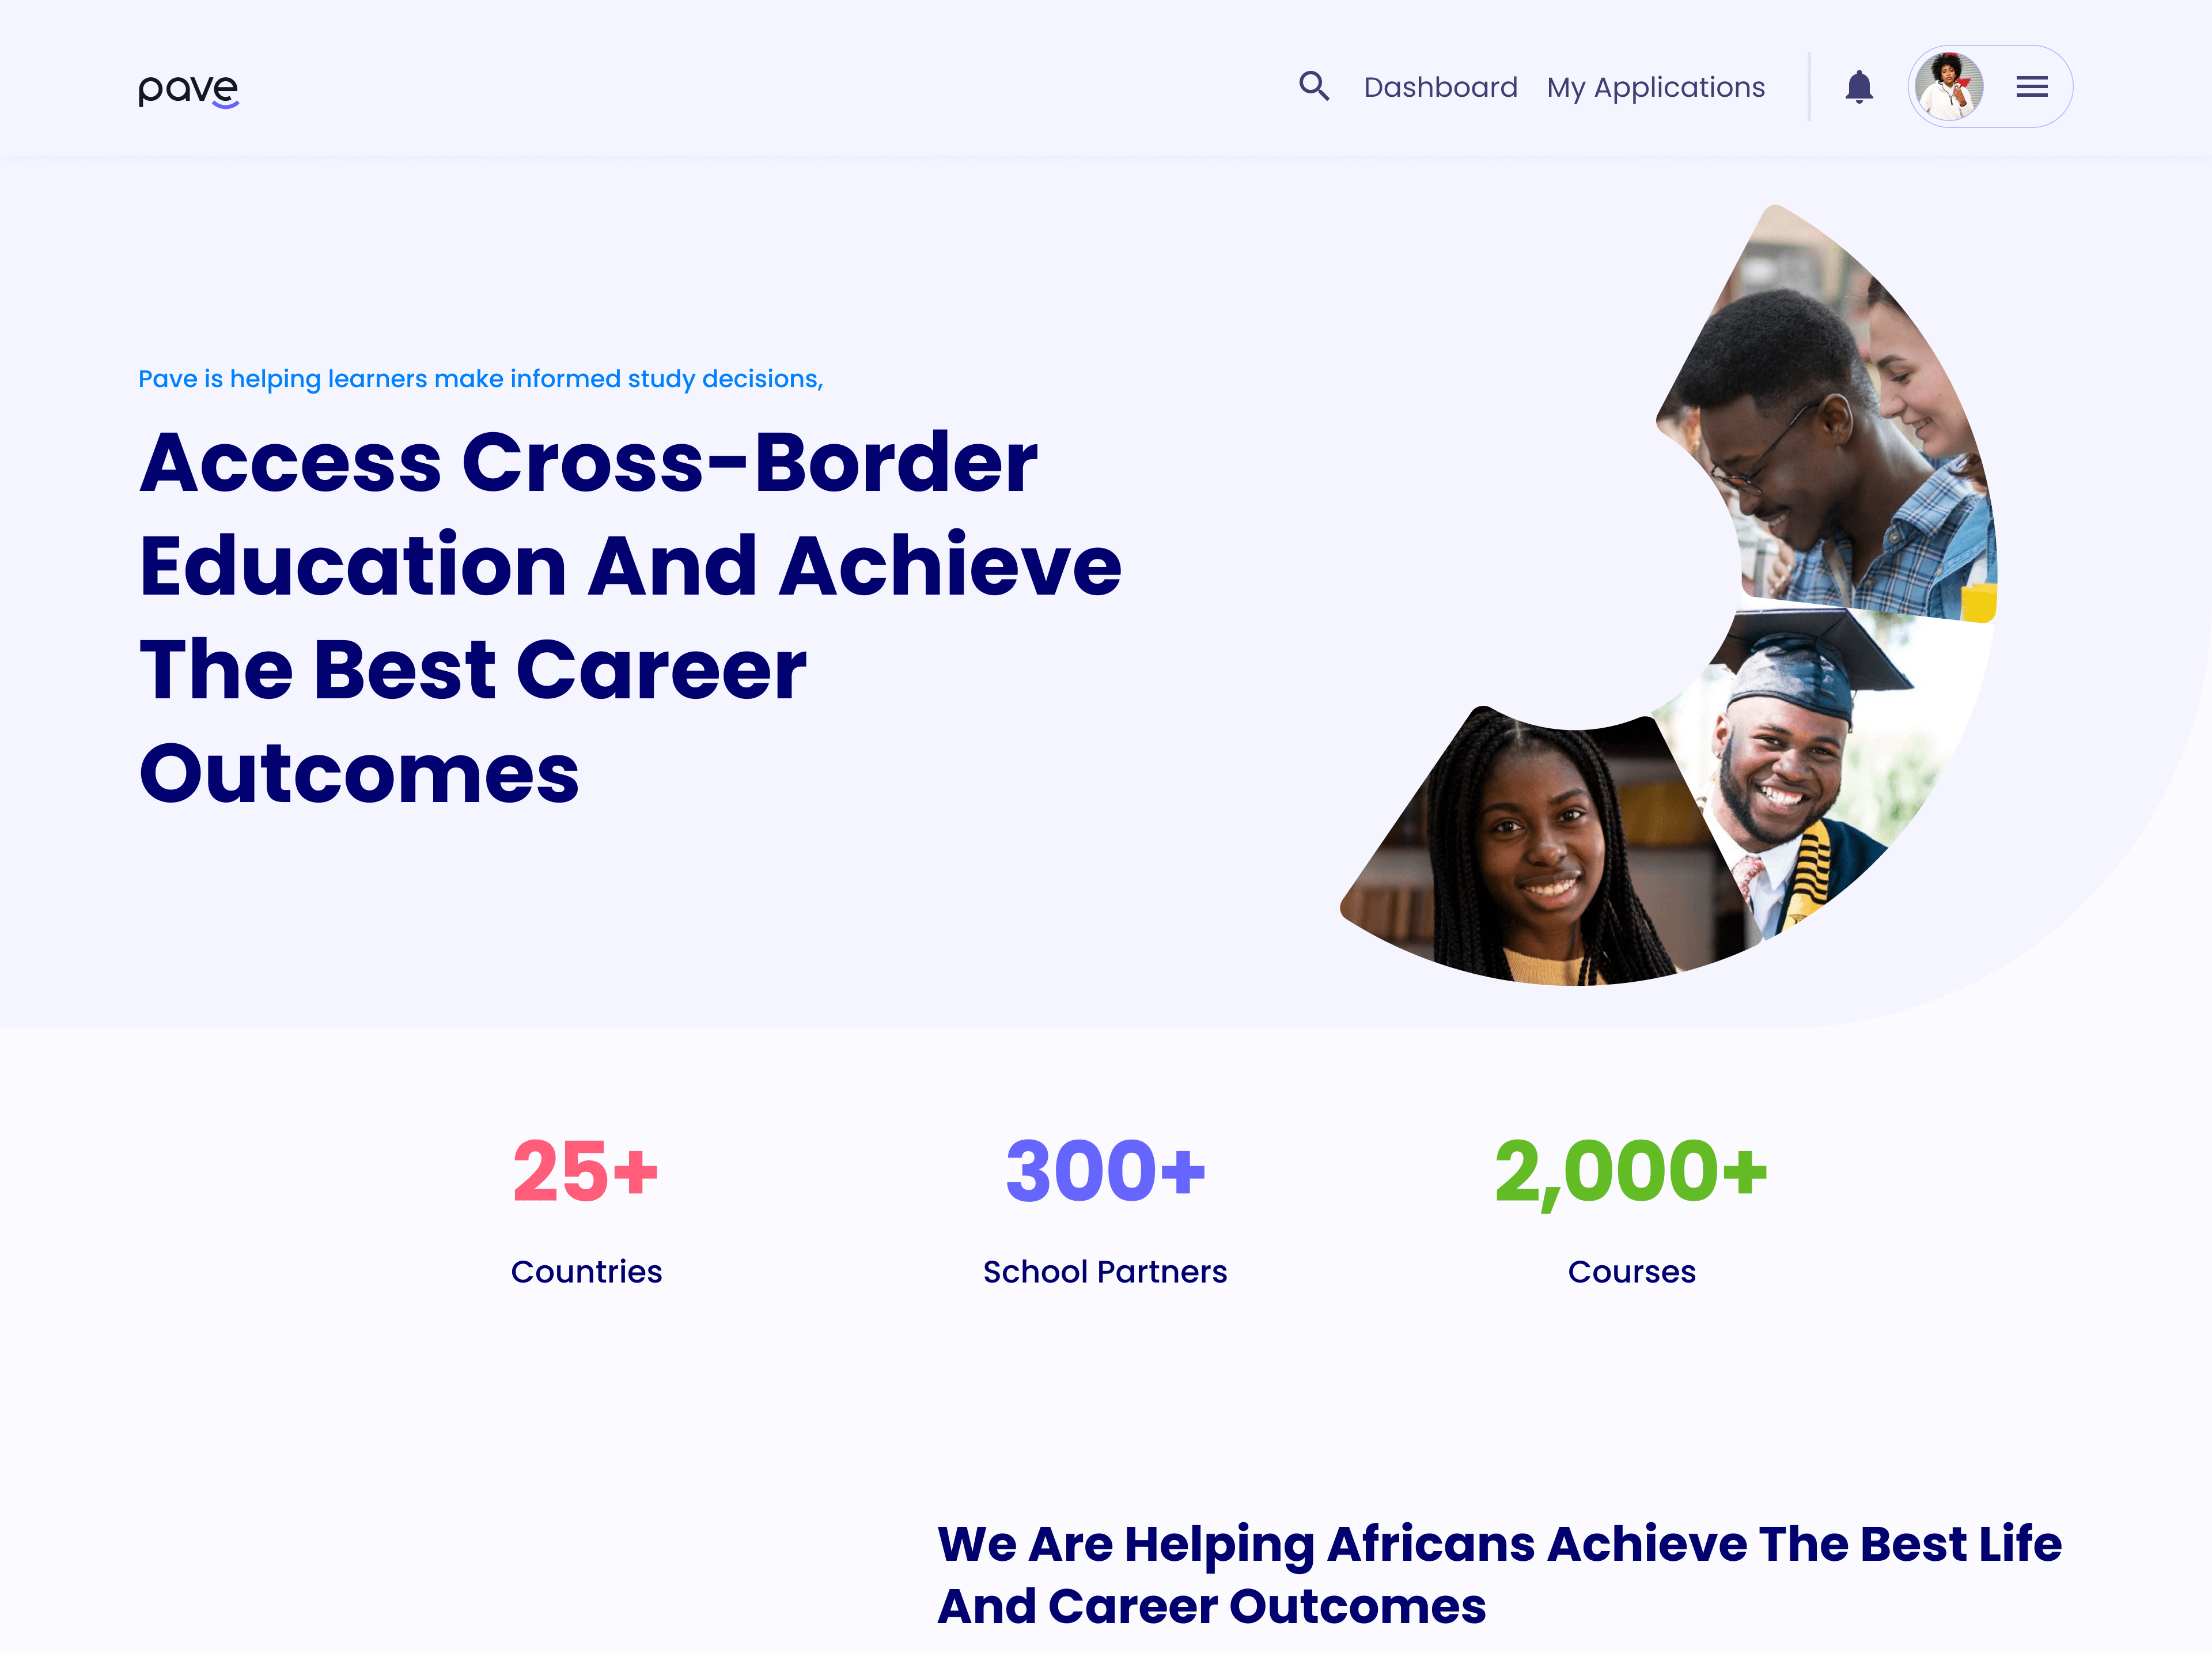 pave
Dashboard
My Applications
Pave is helping learners make informed study decisions,
Access Cross-Border
Education And Achieve
The Best Career
Outcomes
25+
300+
2,000+
Countries
School Partners
Courses
We Are Helping Africans Achieve The Best Life
And Career Outcomes